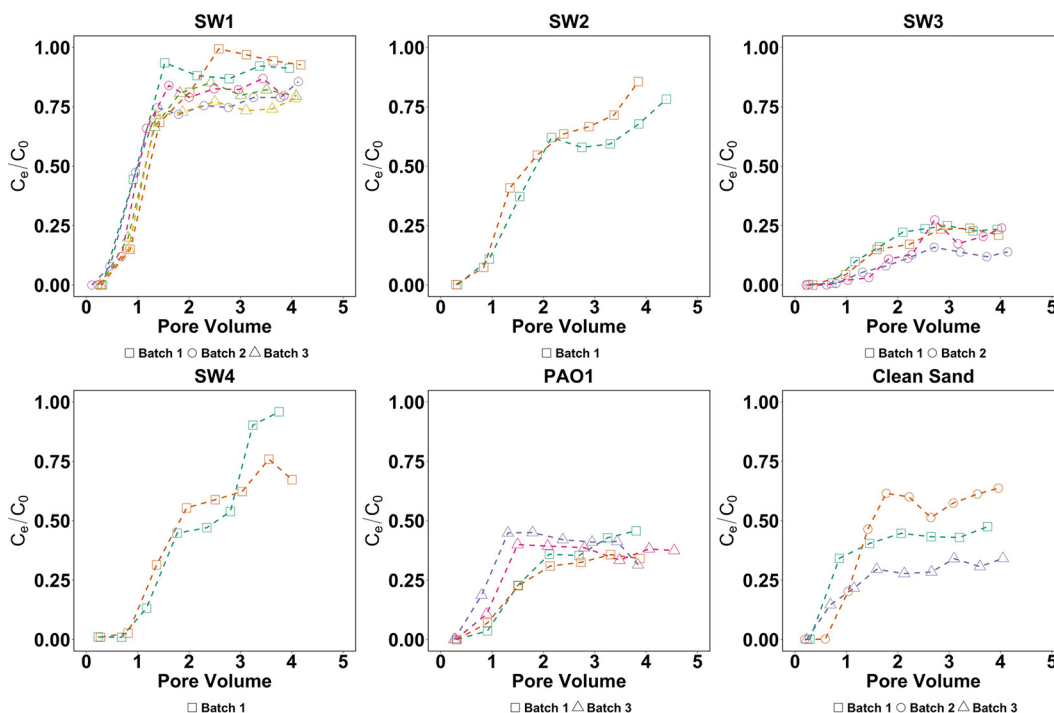 SW1
SW2
SW3
1.00
0.75
0.50
0.25
0.00
Ce/C0
0 1 2 3 4 5
Pore Volume
Batch 1 Batch 2 Batch 3
1.00
0.75
0.50
0.25
0.00
Ce/C0
0 1 2 3 4 5
Pore Volume
Batch 1
1.00
0.75
0.50
0.25
0.00
Ce/C0
0 1 2 3 4 5
Pore Volume
Batch 1 Batch 2
SW4
PAO1
Clean Sand
1.00
0.75
0.50
0.25
0.00
Ce/C0
0 1 2 3 4 5
Pore Volume
Batch 1
1.00
0.75
0.50
0.25
0.00
Ce/C0
0 1 2 3 4 5
Pore Volume
Batch 1 Batch 3
1.00
0.75
0.50
0.25
0.00
Ce/C0
0 1 2 3 4 5
Pore Volume
Batch 1 Batch 2 Batch 3